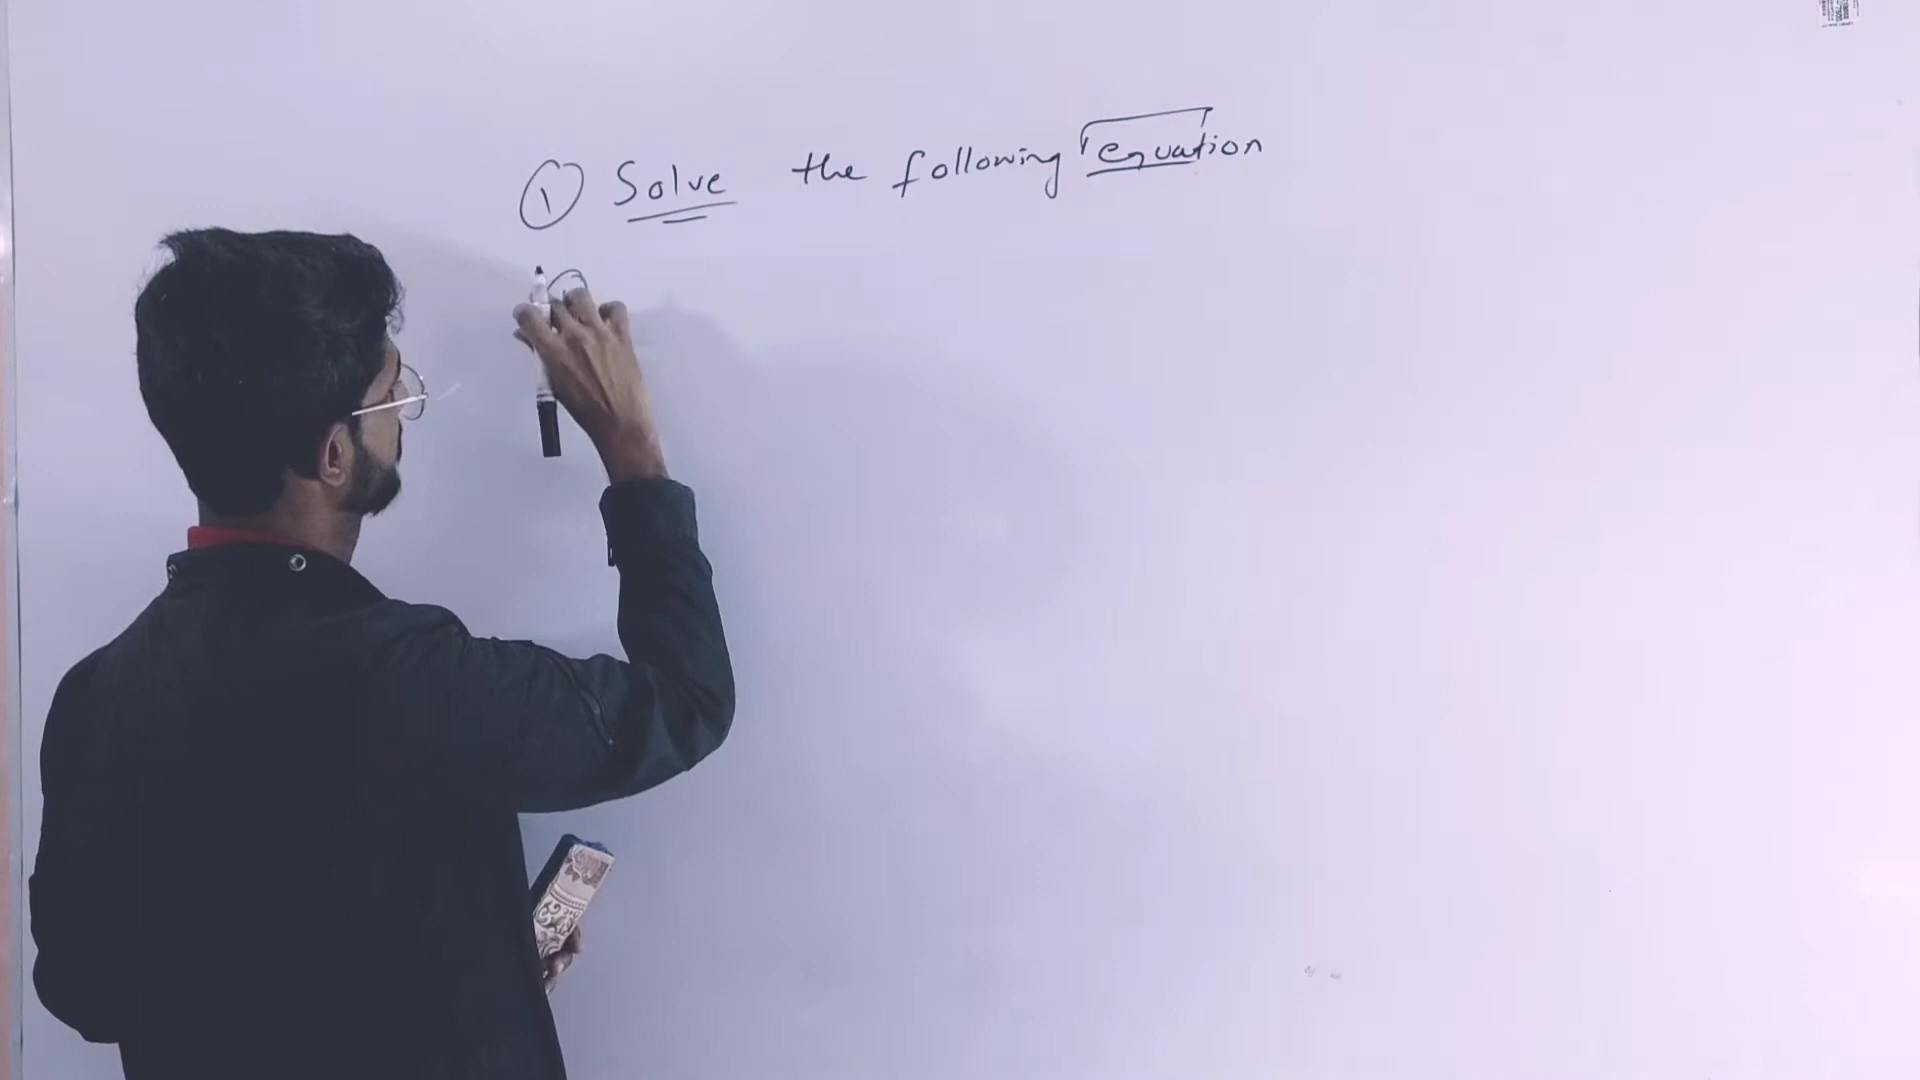 ① Solve the following equation